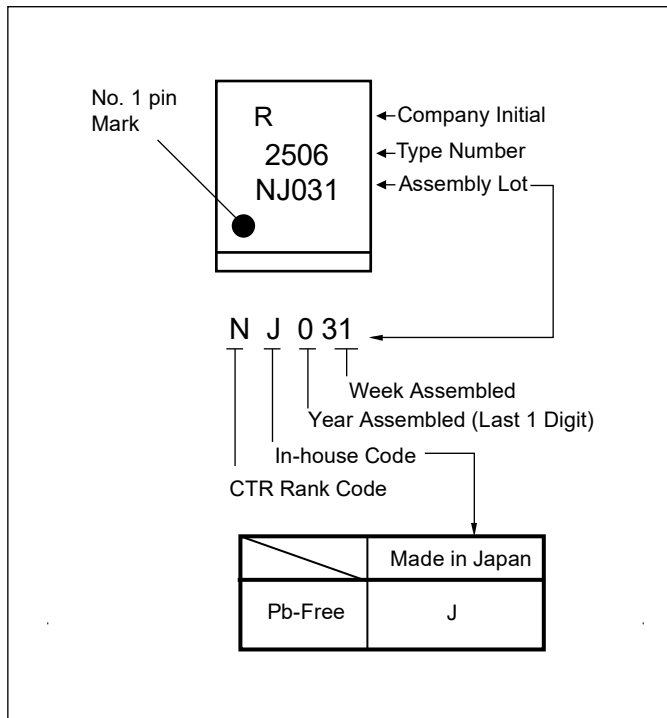 No. 1 pin
Mark
R
2506
NJ031
Company Initial
Type Number
Assembly Lot
N J 0 31
Week Assembled
Year Assembled (Last 1 Digit)
In-house Code
CTR Rank Code
Made in Japan
Pb-Free J